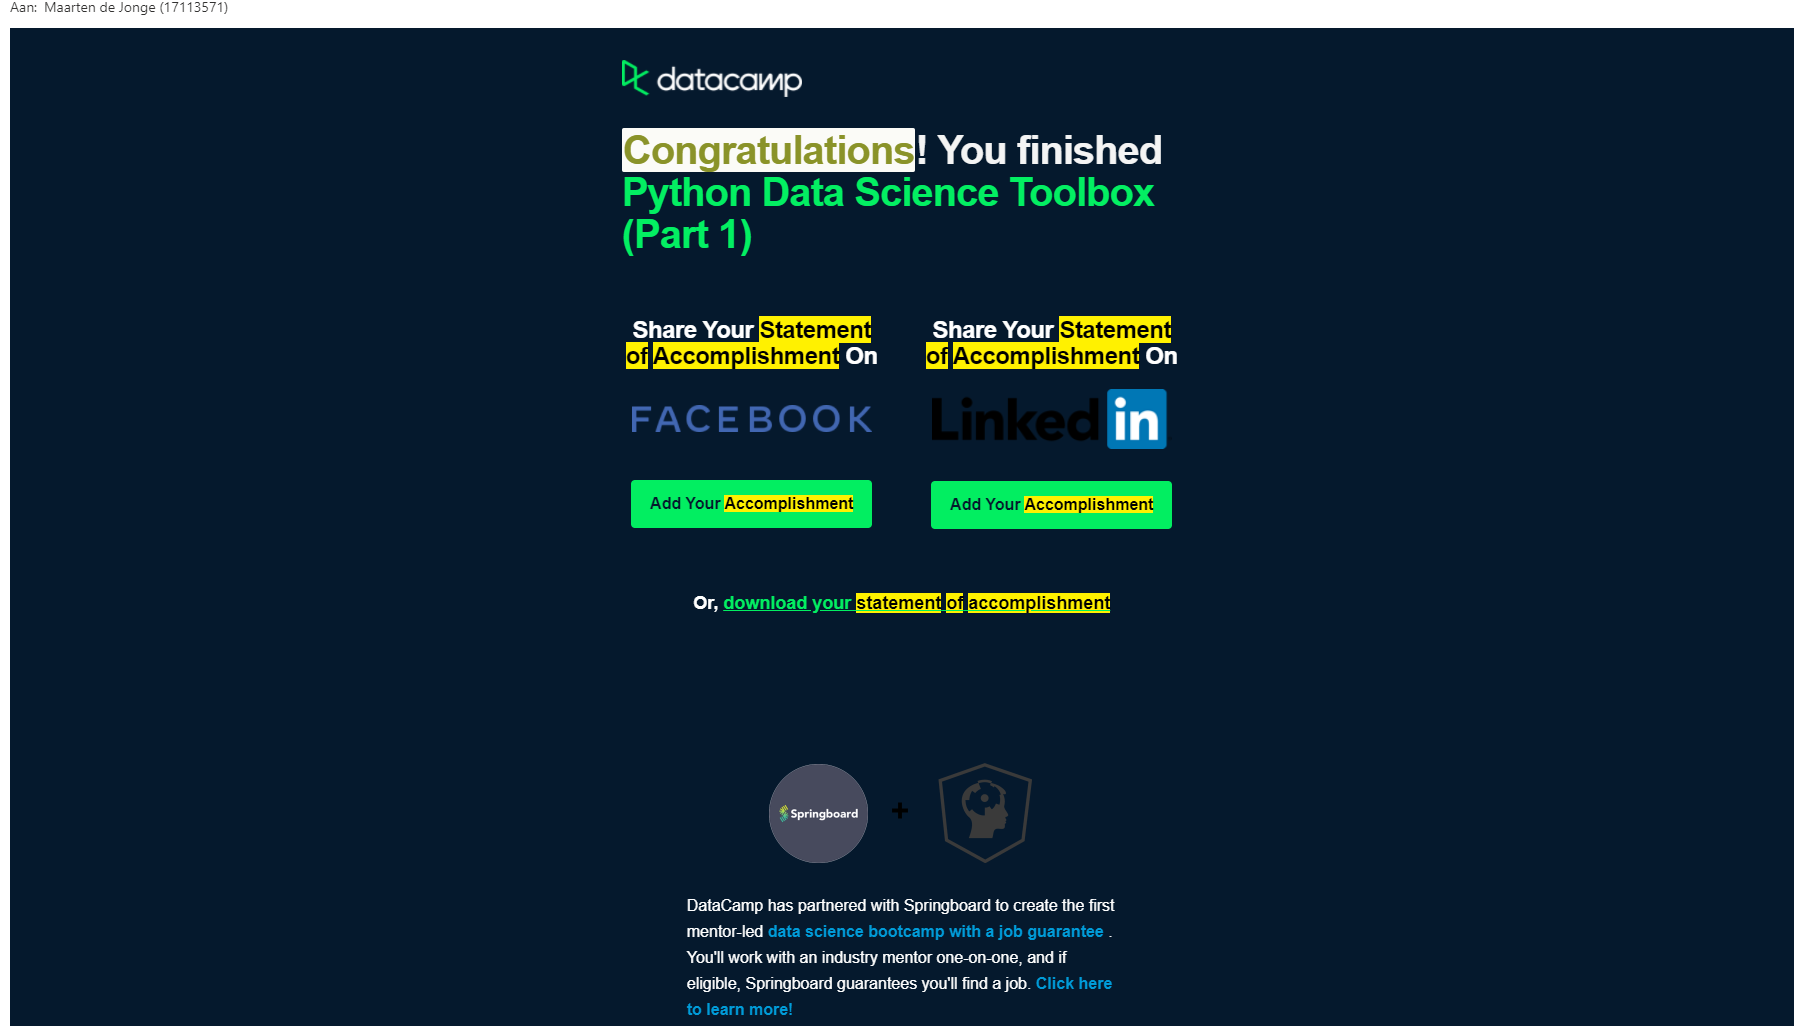 Aan: Maarten de Jonge (17113571)
datacamp
Congratulations! You finished
Python Data Science Toolbox
(Part 1)
Share Your Statement
of Accomplishment On
FACEBOOK
Add Your Accomplishment
Share Your Statement
of Accomplishment On
Linked in
Add Your Accomplishment
Or, download your statement of accomplishment
Springboard
+
DataCamp has partnered with Springboard to create the first
mentor-led data science bootcamp with a job guarantee .
You'll work with an industry mentor one-on-one, and if
eligible, Springboard guarantees you'll find a job. Click here
to learn more!